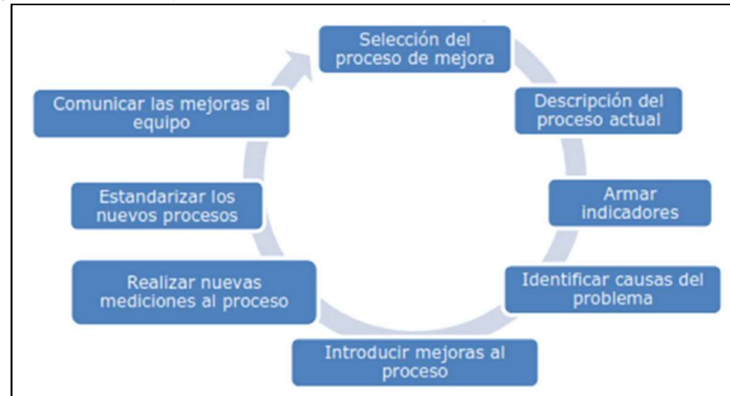 Selección del
proceso de mejora
Descripción del
proceso actual
Armar
indicadores
Identificar causas del
problema
Introducir mejoras al
proceso
Realizar nuevas
mediciones al proceso
Estandarizar los
nuevos procesos
Comunicar las mejoras al
equipo